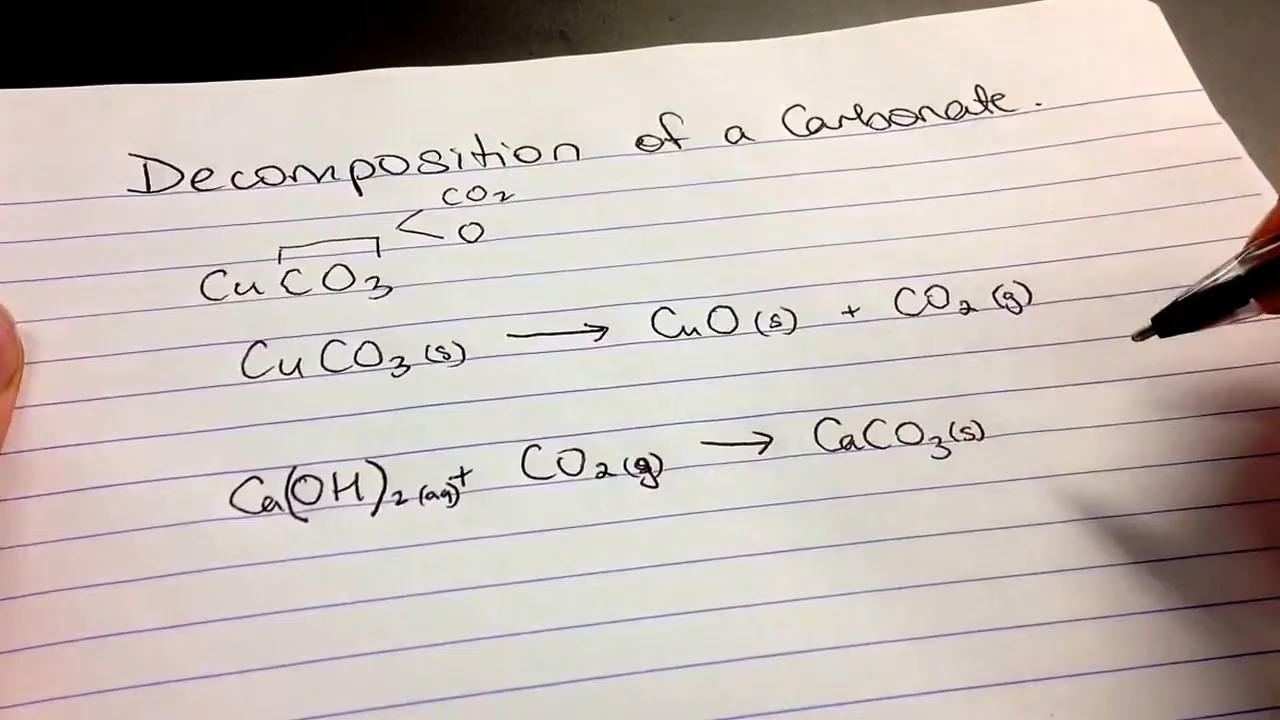 Decomposition of a Carbonate.
CO₂
O
CuCO₃
CuCO₃(s) → CuO(s) + CO₂(g)
Ca(OH)₂(aq) + CO₂(g) → CaCO₃(s)